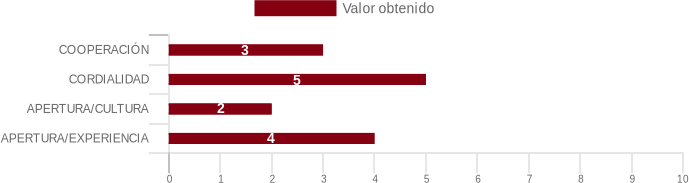 Valor obtenido
COOPERACIÓN 3
CORDIALIDAD 5
APERTURA/CULTURA 2
APERTURA/EXPERIENCIA 4
0 1 2 3 4 5 6 7 8 9 10